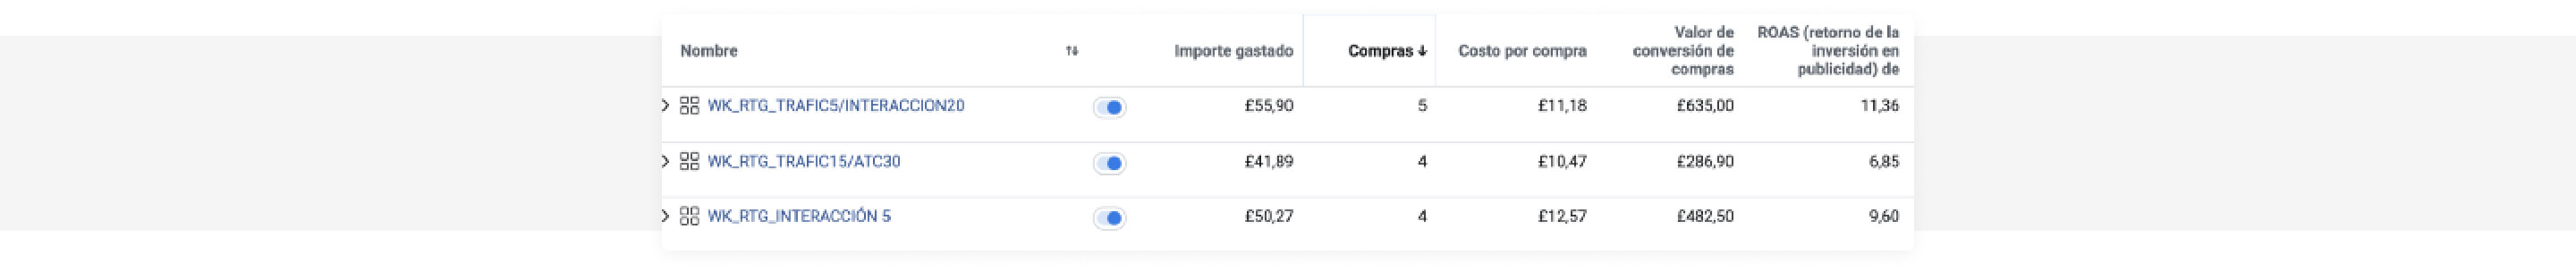 Nombre Importe gastado Compras ↓ Costo por compra Valor de conversión de compras ROAS (retorno de la inversión en publicidad) de
WK_RTG_TRAFIC5/INTERACCION20 £55,90 5 £11,18 £635,00 11,36
WK_RTG_TRAFIC15/ATC30 £41,89 4 £10,47 £286,90 6,85
WK_RTG_INTERACCIÓN 5 £50,27 4 £12,57 £482,50 9,60